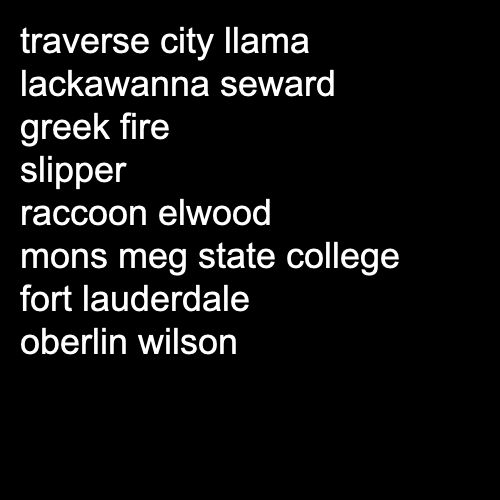 traverse city llama
lackawanna seward
greek fire
slipper
raccoon elwood
mons meg state college
fort lauderdale
oberlin wilson